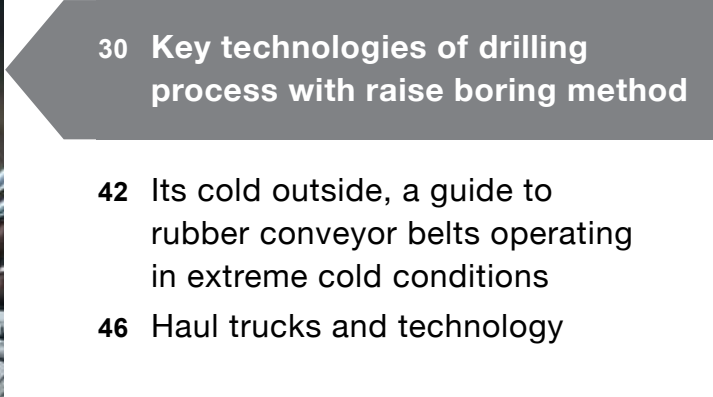 30 Key technologies of drilling
process with raise boring method
42 Its cold outside, a guide to
rubber conveyor belts operating
in extreme cold conditions
46 Haul trucks and technology